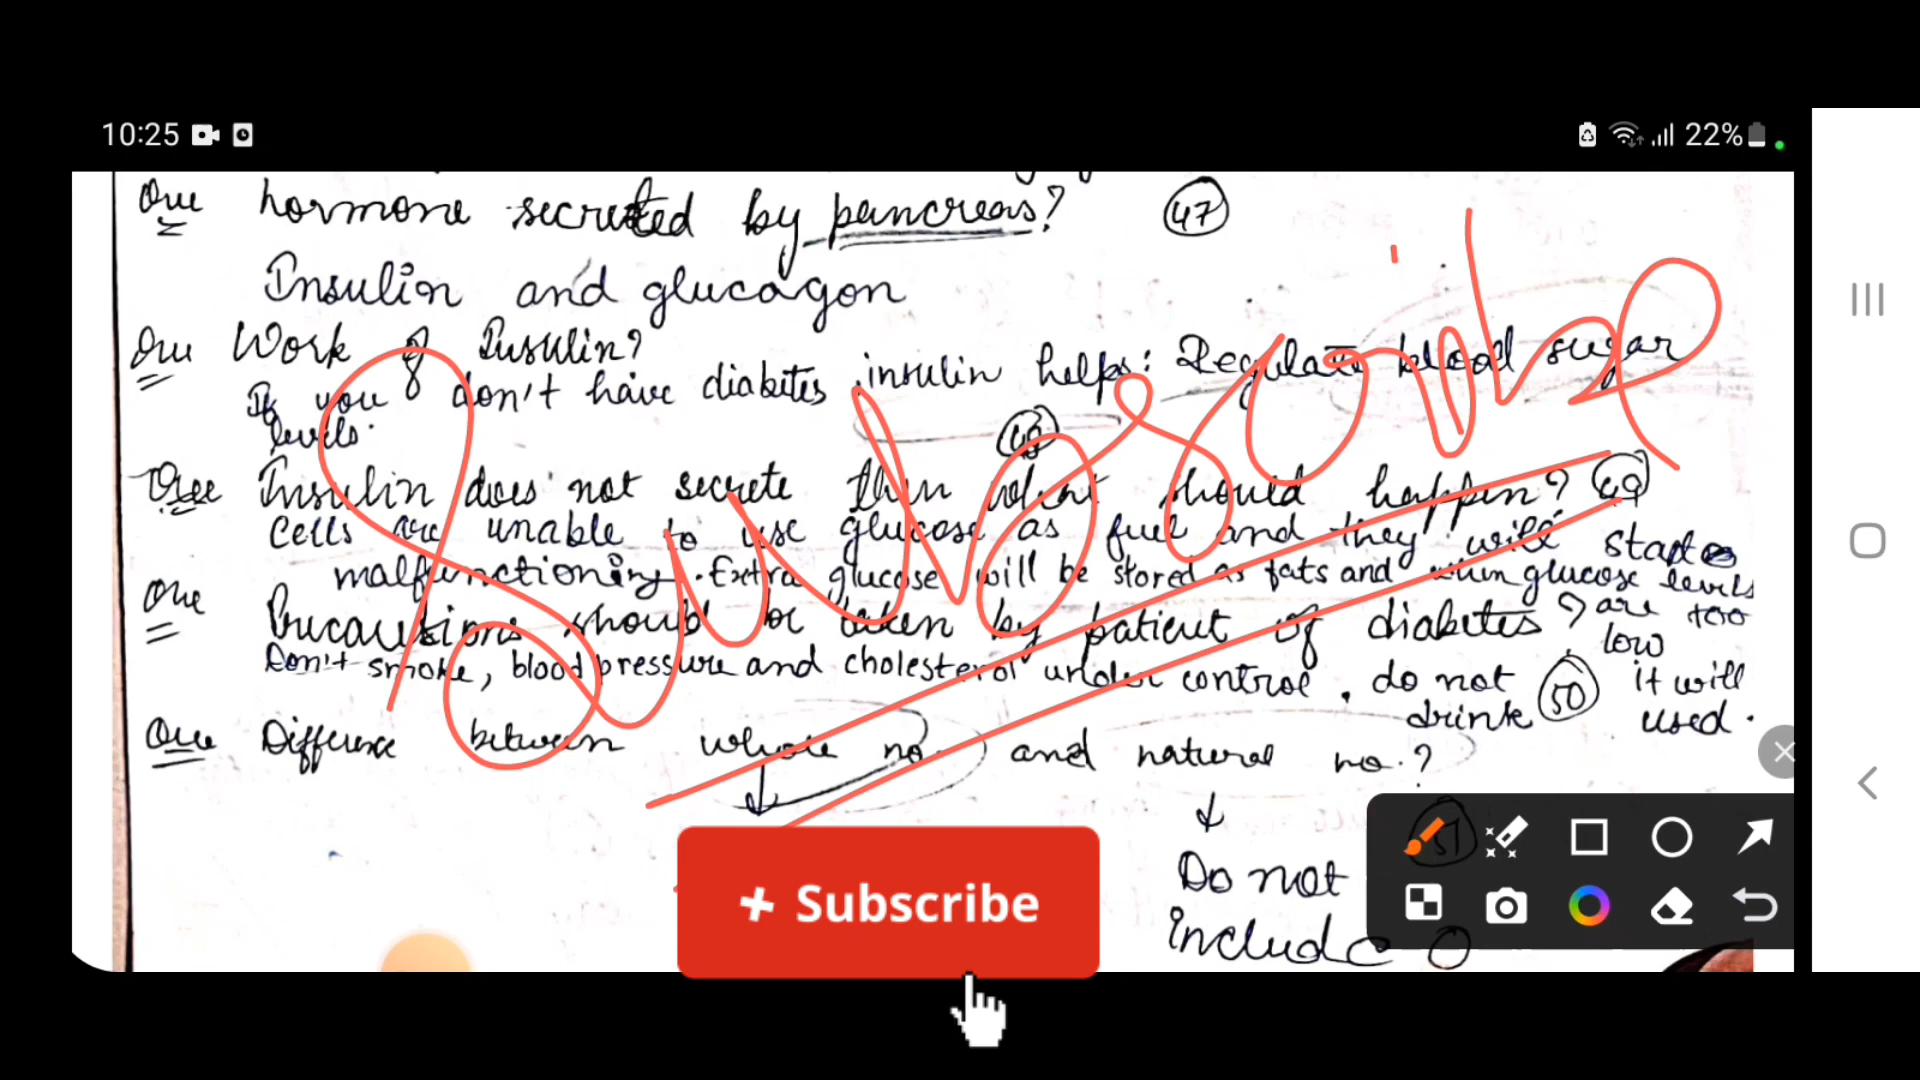 10:25 22%
Que hormone secreted by pancreas? 47
Insulin and glucagon
Que Work of Insulin?
If you don't have diabites, insulin helps: Regulate blood sugar
levels. 48
Que Insulin does not secrete then what should happen? 49
Cells are unable to use glucose as fuel and they will start
malfunctioning. Extra glucose will be stored as fats and when glucose levels
are too
low
it will
used.
Que Precautions should be taken by patient of diabetes?
Don't smoke, blood pressure and cholesterol under control, do not
drink 50
Que Difference between whole no and natural no.?
51
Do not
include 0
Subscribe
+ Subscribe